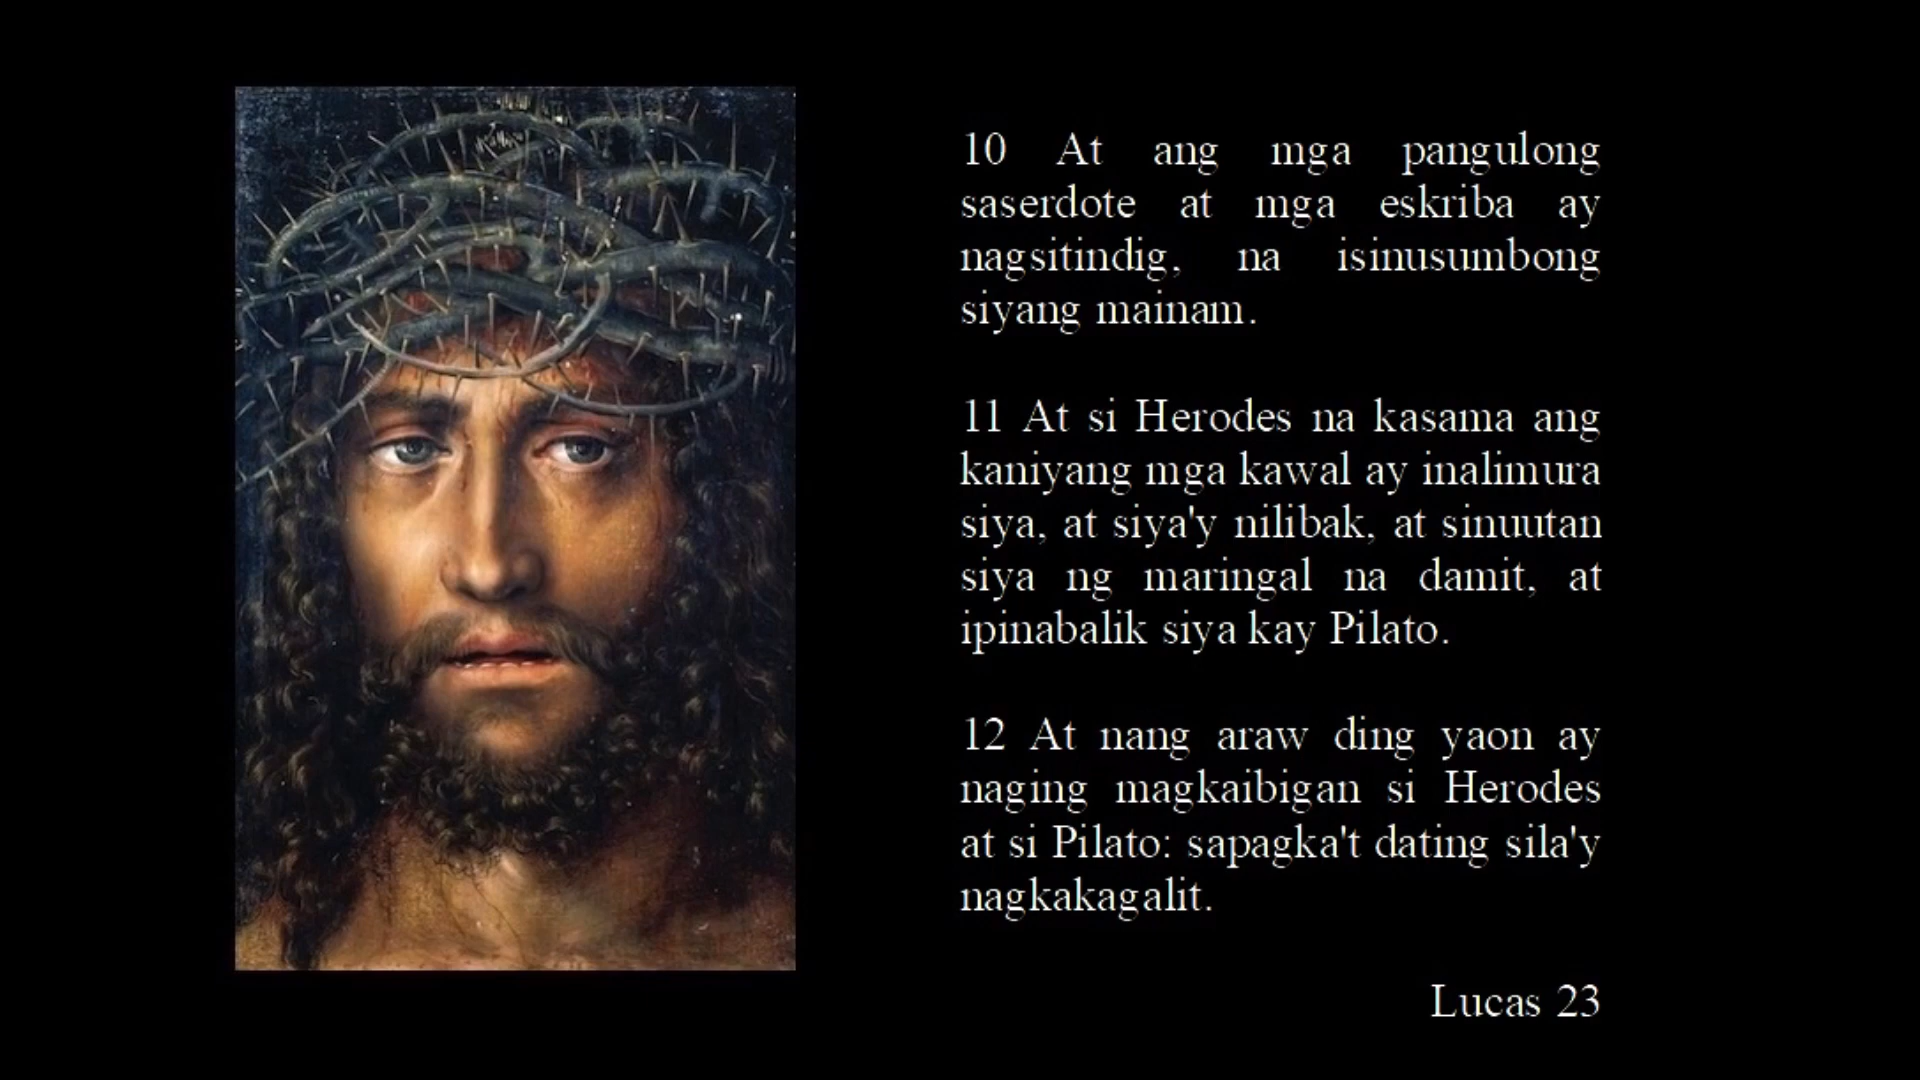 10 At ang mga pangulong
saserdote at mga eskriba ay
nagsitindig, na isinusumbong
siyang mainam.
11 At si Herodes na kasama ang
kaniyang mga kawal ay inalimura
siya, at siya'y nilibak, at sinuutan
siya ng maringal na damit, at
ipinabalik siya kay Pilato.
12 At nang araw ding yaon ay
naging magkaibigan si Herodes
at si Pilato: sapagka't dating sila'y
nagkakagalit.
Lucas 23